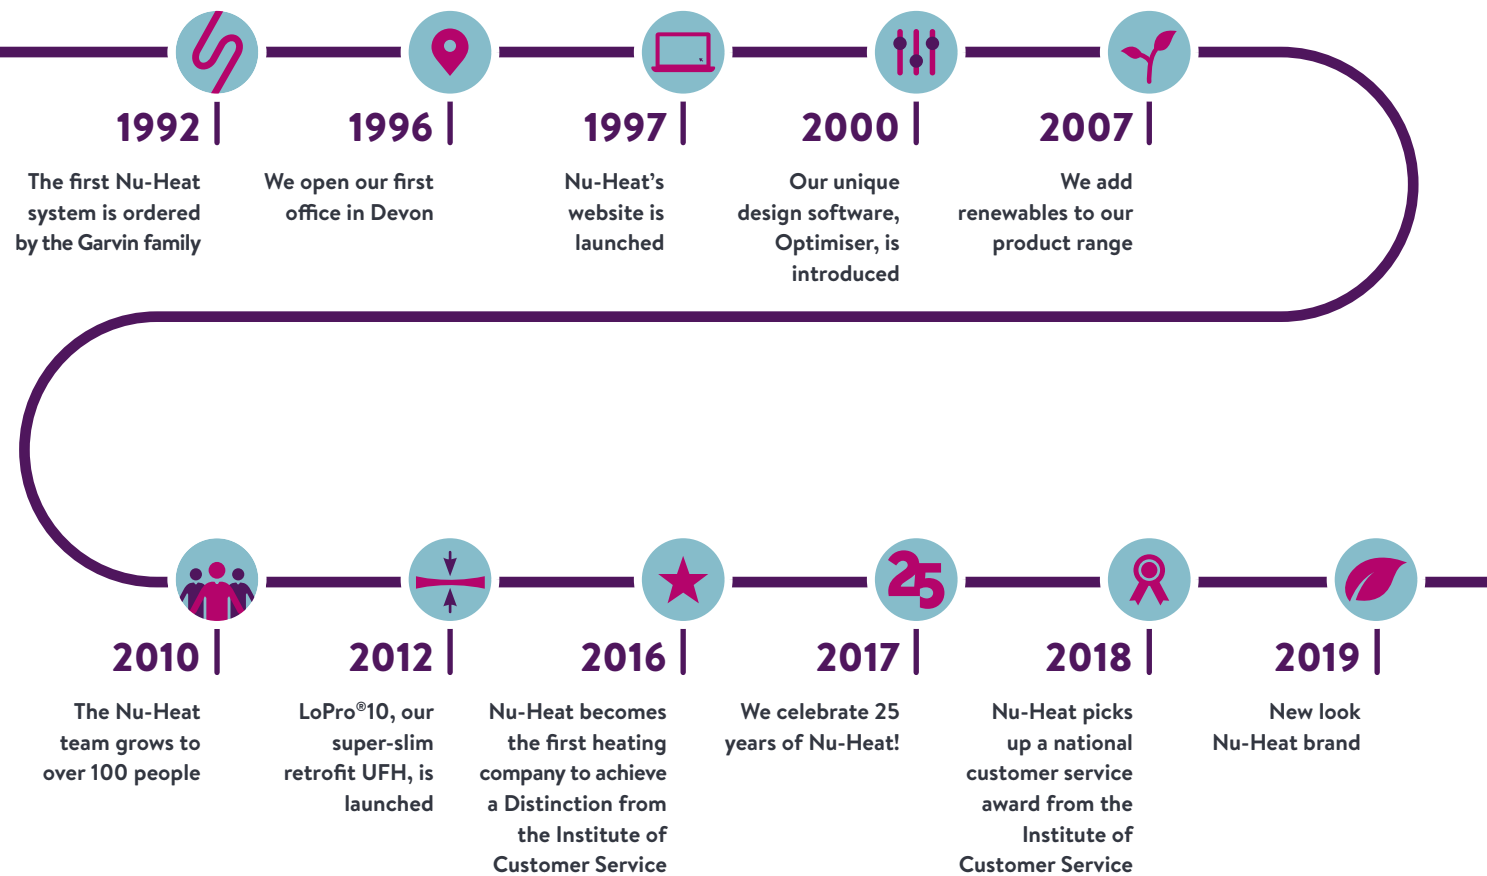 1992
The first Nu-Heat
system is ordered
by the Garvin family
1996
We open our first
office in Devon
1997
Nu-Heat’s
website is
launched
2000
Our unique
design software,
Optimiser, is
introduced
2007
We add
renewables to our
product range
2010
The Nu-Heat
team grows to
over 100 people
2012
LoPro®10, our
super-slim
retrofit UFH, is
launched
2016
Nu-Heat becomes
the first heating
company to achieve
a Distinction from
the Institute of
Customer Service
25
2017
We celebrate 25
years of Nu-Heat!
2018
Nu-Heat picks
up a national
customer service
award from the
Institute of
Customer Service
2019
New look
Nu-Heat brand